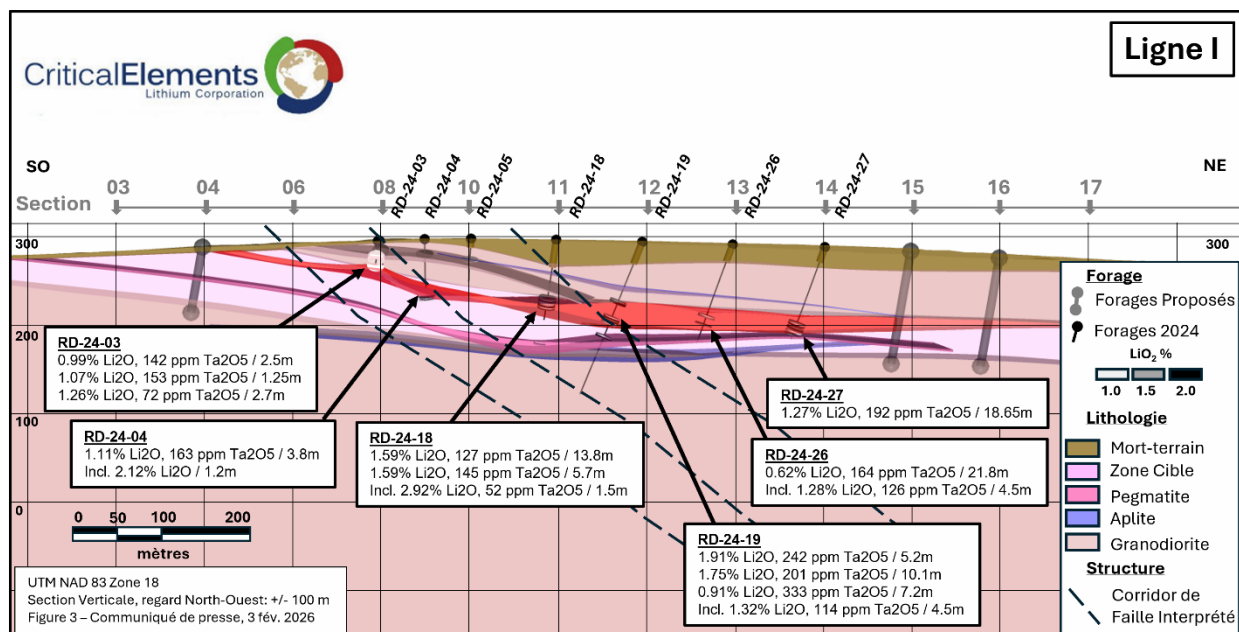 CriticalElements
Lithium Corporation
Ligne I
SO
NE
RD-24-03
RD-24-04
RD-24-05
RD-24-18
RD-24-19
RD-24-26
RD-24-27
Section
03 04 06 08 10 11 12 13 14 15 16 17
300
300
200
100
0
RD-24-03
0.99% Li2O, 142 ppm Ta2O5 / 2.5m
1.07% Li2O, 153 ppm Ta2O5 / 1.25m
1.26% Li2O, 72 ppm Ta2O5 / 2.7m
RD-24-04
1.11% Li2O, 163 ppm Ta2O5 / 3.8m
Incl. 2.12% Li2O / 1.2m
RD-24-18
1.59% Li2O, 127 ppm Ta2O5 / 13.8m
1.59% Li2O, 145 ppm Ta2O5 / 5.7m
Incl. 2.92% Li2O, 52 ppm Ta2O5 / 1.5m
RD-24-27
1.27% Li2O, 192 ppm Ta2O5 / 18.65m
RD-24-26
0.62% Li2O, 164 ppm Ta2O5 / 21.8m
Incl. 1.28% Li2O, 126 ppm Ta2O5 / 4.5m
RD-24-19
1.91% Li2O, 242 ppm Ta2O5 / 5.2m
1.75% Li2O, 201 ppm Ta2O5 / 10.1m
0.91% Li2O, 333 ppm Ta2O5 / 7.2m
Incl. 1.32% Li2O, 114 ppm Ta2O5 / 4.5m
Forage
Forages Proposés
Forages 2024
LiO₂ %
1.0 1.5 2.0
Lithologie
Mort-terrain
Zone Cible
Pegmatite
Aplite
Granodiorite
Structure
Corridor de
Faille Interprété
0 50 100 200
mètres
UTM NAD 83 Zone 18
Section Verticale, regard North-Ouest: +/- 100 m
Figure 3 – Communiqué de presse, 3 fév. 2026